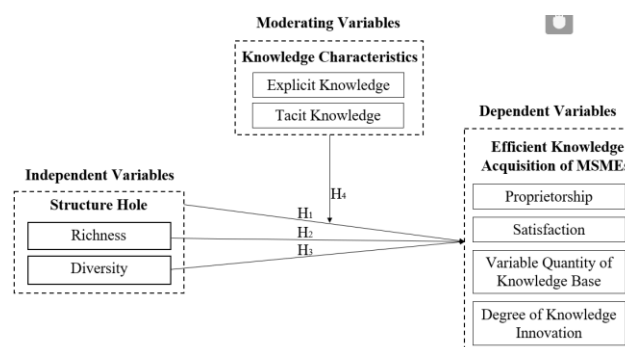 Moderating Variables
Knowledge Characteristics
Explicit Knowledge
Tacit Knowledge
Dependent Variables
Efficient Knowledge
Acquisition of MSMEs
Proprietorship
Satisfaction
Variable Quantity of
Knowledge Base
Degree of Knowledge
Innovation
Independent Variables
Structure Hole
Richness
Diversity
H4
H1
H2
H3